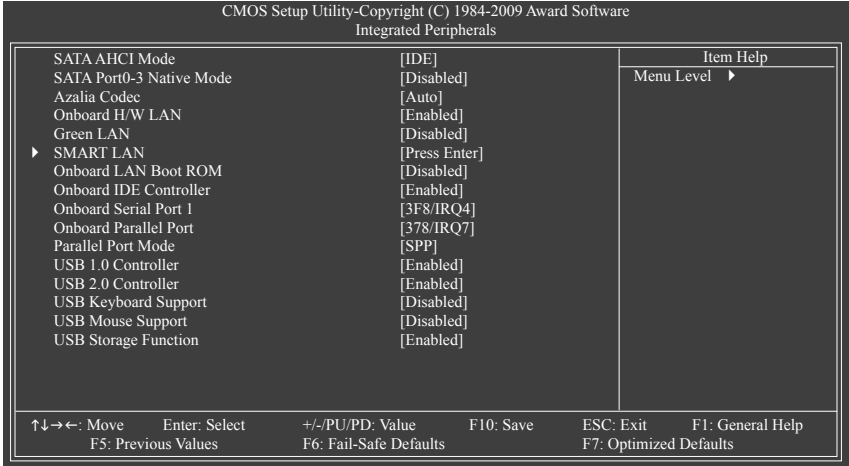 CMOS Setup Utility-Copyright (C) 1984-2009 Award Software
Integrated Peripherals
SATA AHCI Mode [IDE]
SATA Port0-3 Native Mode [Disabled]
Azalia Codec [Auto]
Onboard H/W LAN [Enabled]
Green LAN [Disabled]
SMART LAN [Press Enter]
Onboard LAN Boot ROM [Disabled]
Onboard IDE Controller [Enabled]
Onboard Serial Port 1 [3F8/IRQ4]
Onboard Parallel Port [378/IRQ7]
Parallel Port Mode [SPP]
USB 1.0 Controller [Enabled]
USB 2.0 Controller [Enabled]
USB Keyboard Support [Disabled]
USB Mouse Support [Disabled]
USB Storage Function [Enabled]
Item Help
Menu Level ▶
↑↓→←: Move Enter: Select +/-/PU/PD: Value F10: Save ESC: Exit F1: General Help
F5: Previous Values F6: Fail-Safe Defaults F7: Optimized Defaults